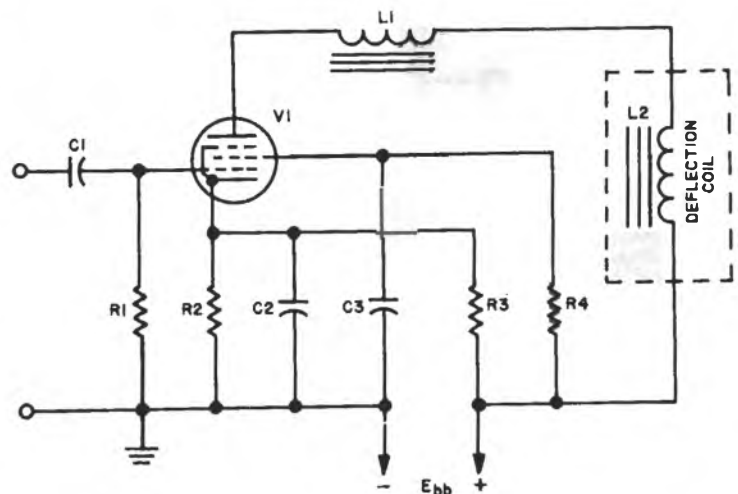 L1
V1
C1
L2
DEFLECTION
COIL
R1
R2
C2
C3
R3
R4
- Ebb +